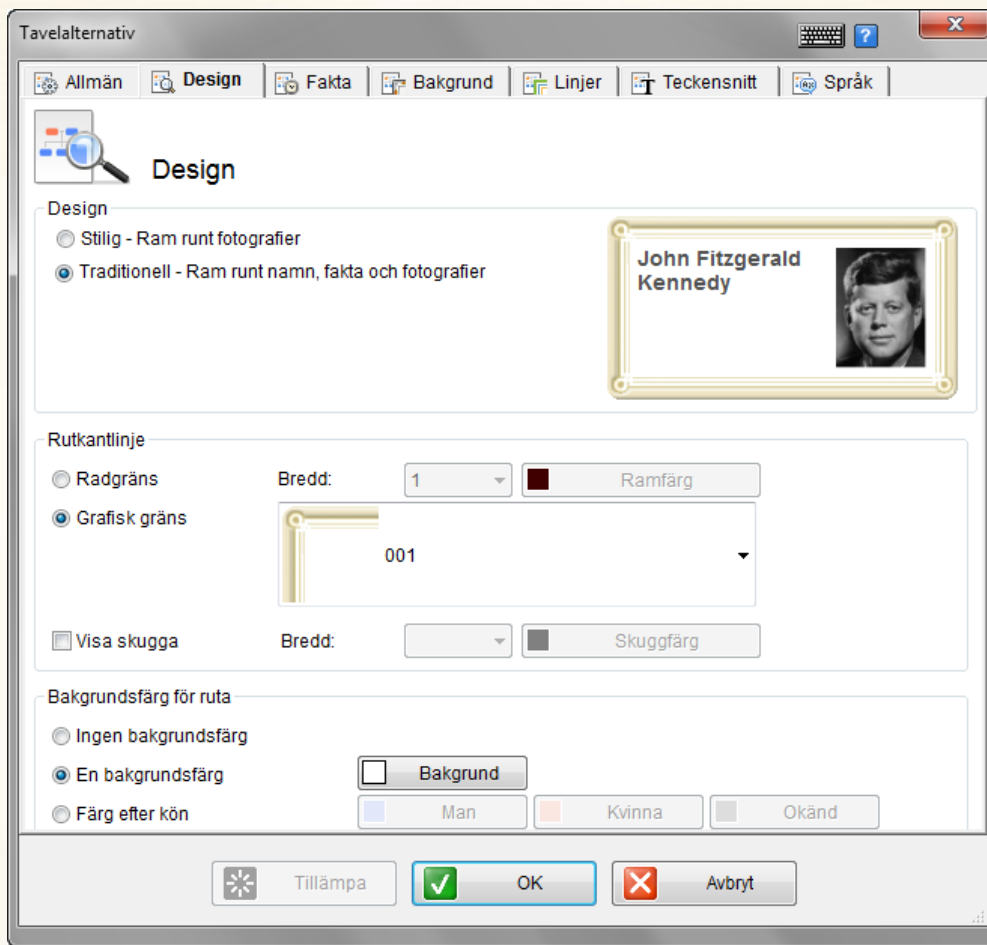 Tavelalternativ
?
X
Allmän Design Fakta Bakgrund Linjer Teckensnitt Språk
Design
Design
Stilig - Ram runt fotografier
Traditionell - Ram runt namn, fakta och fotografier
John Fitzgerald
Kennedy
Rutkantlinje
Radgräns Bredd: 1 Ramfärg
Grafisk gräns
001
Visa skugga Bredd: Skuggfärg
Bakgrundsfärg för ruta
Ingen bakgrundsfärg
En bakgrundsfärg Bakgrund
Färg efter kön Man Kvinna Okänd
Tillämpa OK Avbryt